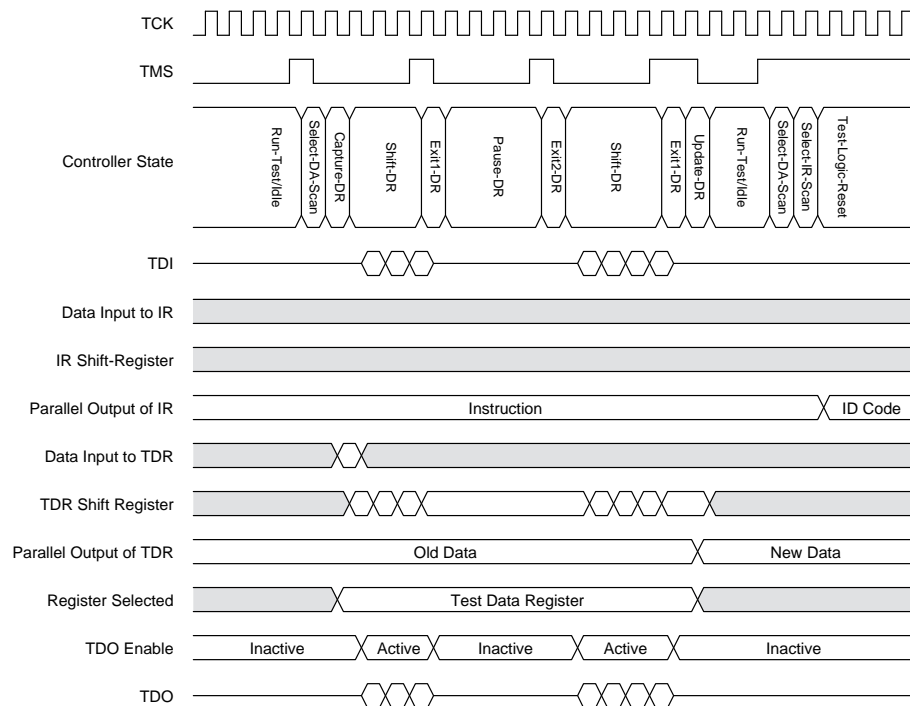 TCK
TMS
Controller State
Run-Test/Idle
Select-DA-Scan
Capture-DR
Shift-DR
Exit1-DR
Pause-DR
Exit2-DR
Shift-DR
Exit1-DR
Update-DR
Run-Test/Idle
Select-DA-Scan
Select-IR-Scan
Test-Logic-Reset
TDI
Data Input to IR
IR Shift-Register
Parallel Output of IR
Instruction
ID Code
Data Input to TDR
TDR Shift Register
Parallel Output of TDR
Old Data
New Data
Register Selected
Test Data Register
TDO Enable
Inactive
Active
Inactive
Active
Inactive
TDO